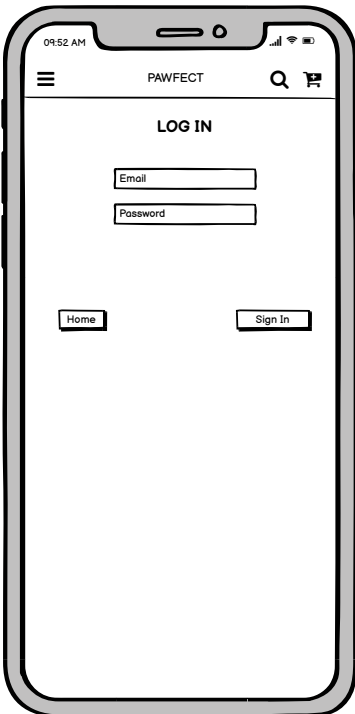 09:52 AM
PAWFECT
LOG IN
Email
Password
Home
Sign In